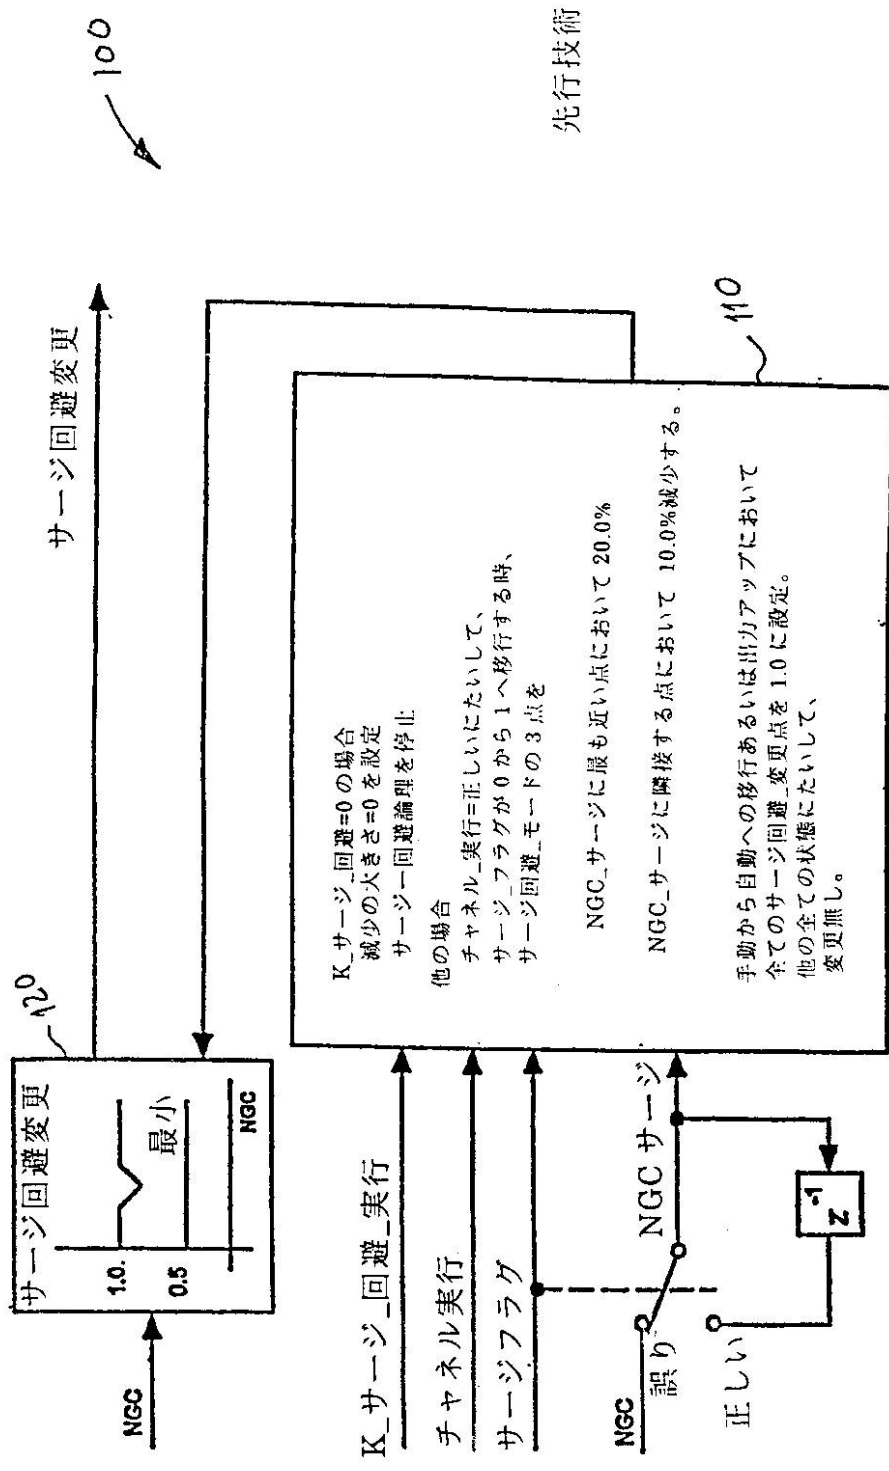 100
先行技術
サージ回避変更
120
サージ回避変更
1.0.
0.5
最小
NGC
NGC
K_サージ_回避_実行
チャネル実行
サージフラグ
NGC
誤り
正しい
NGC サージ
Z⁻¹
110
K_サージ_回避=0 の場合
減少の大きさ=0 を設定
サージー回避論理を停止
他の場合
チャネル_実行=正しいにたいして、
サージ_フラグが 0 から 1 へ移行する時、
サージ回避_モードの 3 点を
NGC_サージに最も近い点において 20.0%
NGC_サージに隣接する点において 10.0%減少する。
手動から自動への移行あるいは出力アップにおいて
全てのサージ回避_変更点を 1.0 に設定。
他の全ての状態にたいして、
変更無し。